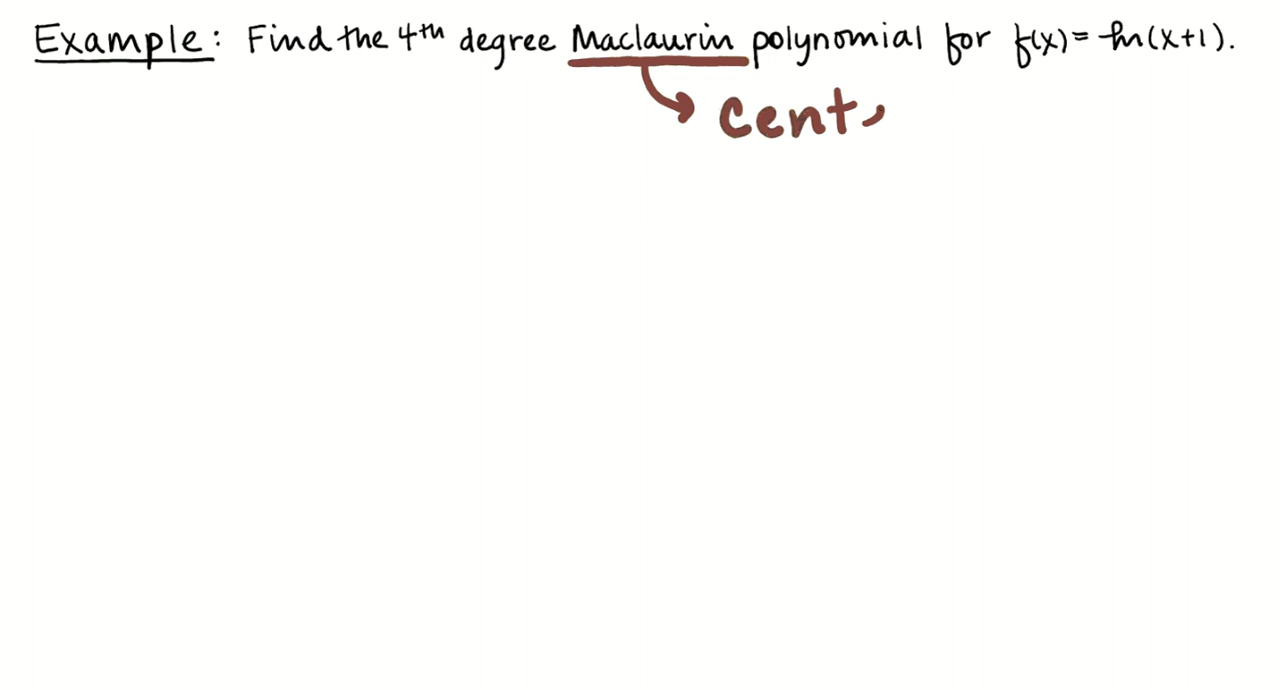 Example: Find the 4th degree Maclaurin polynomial for f(x)= ln(x+1).
cent